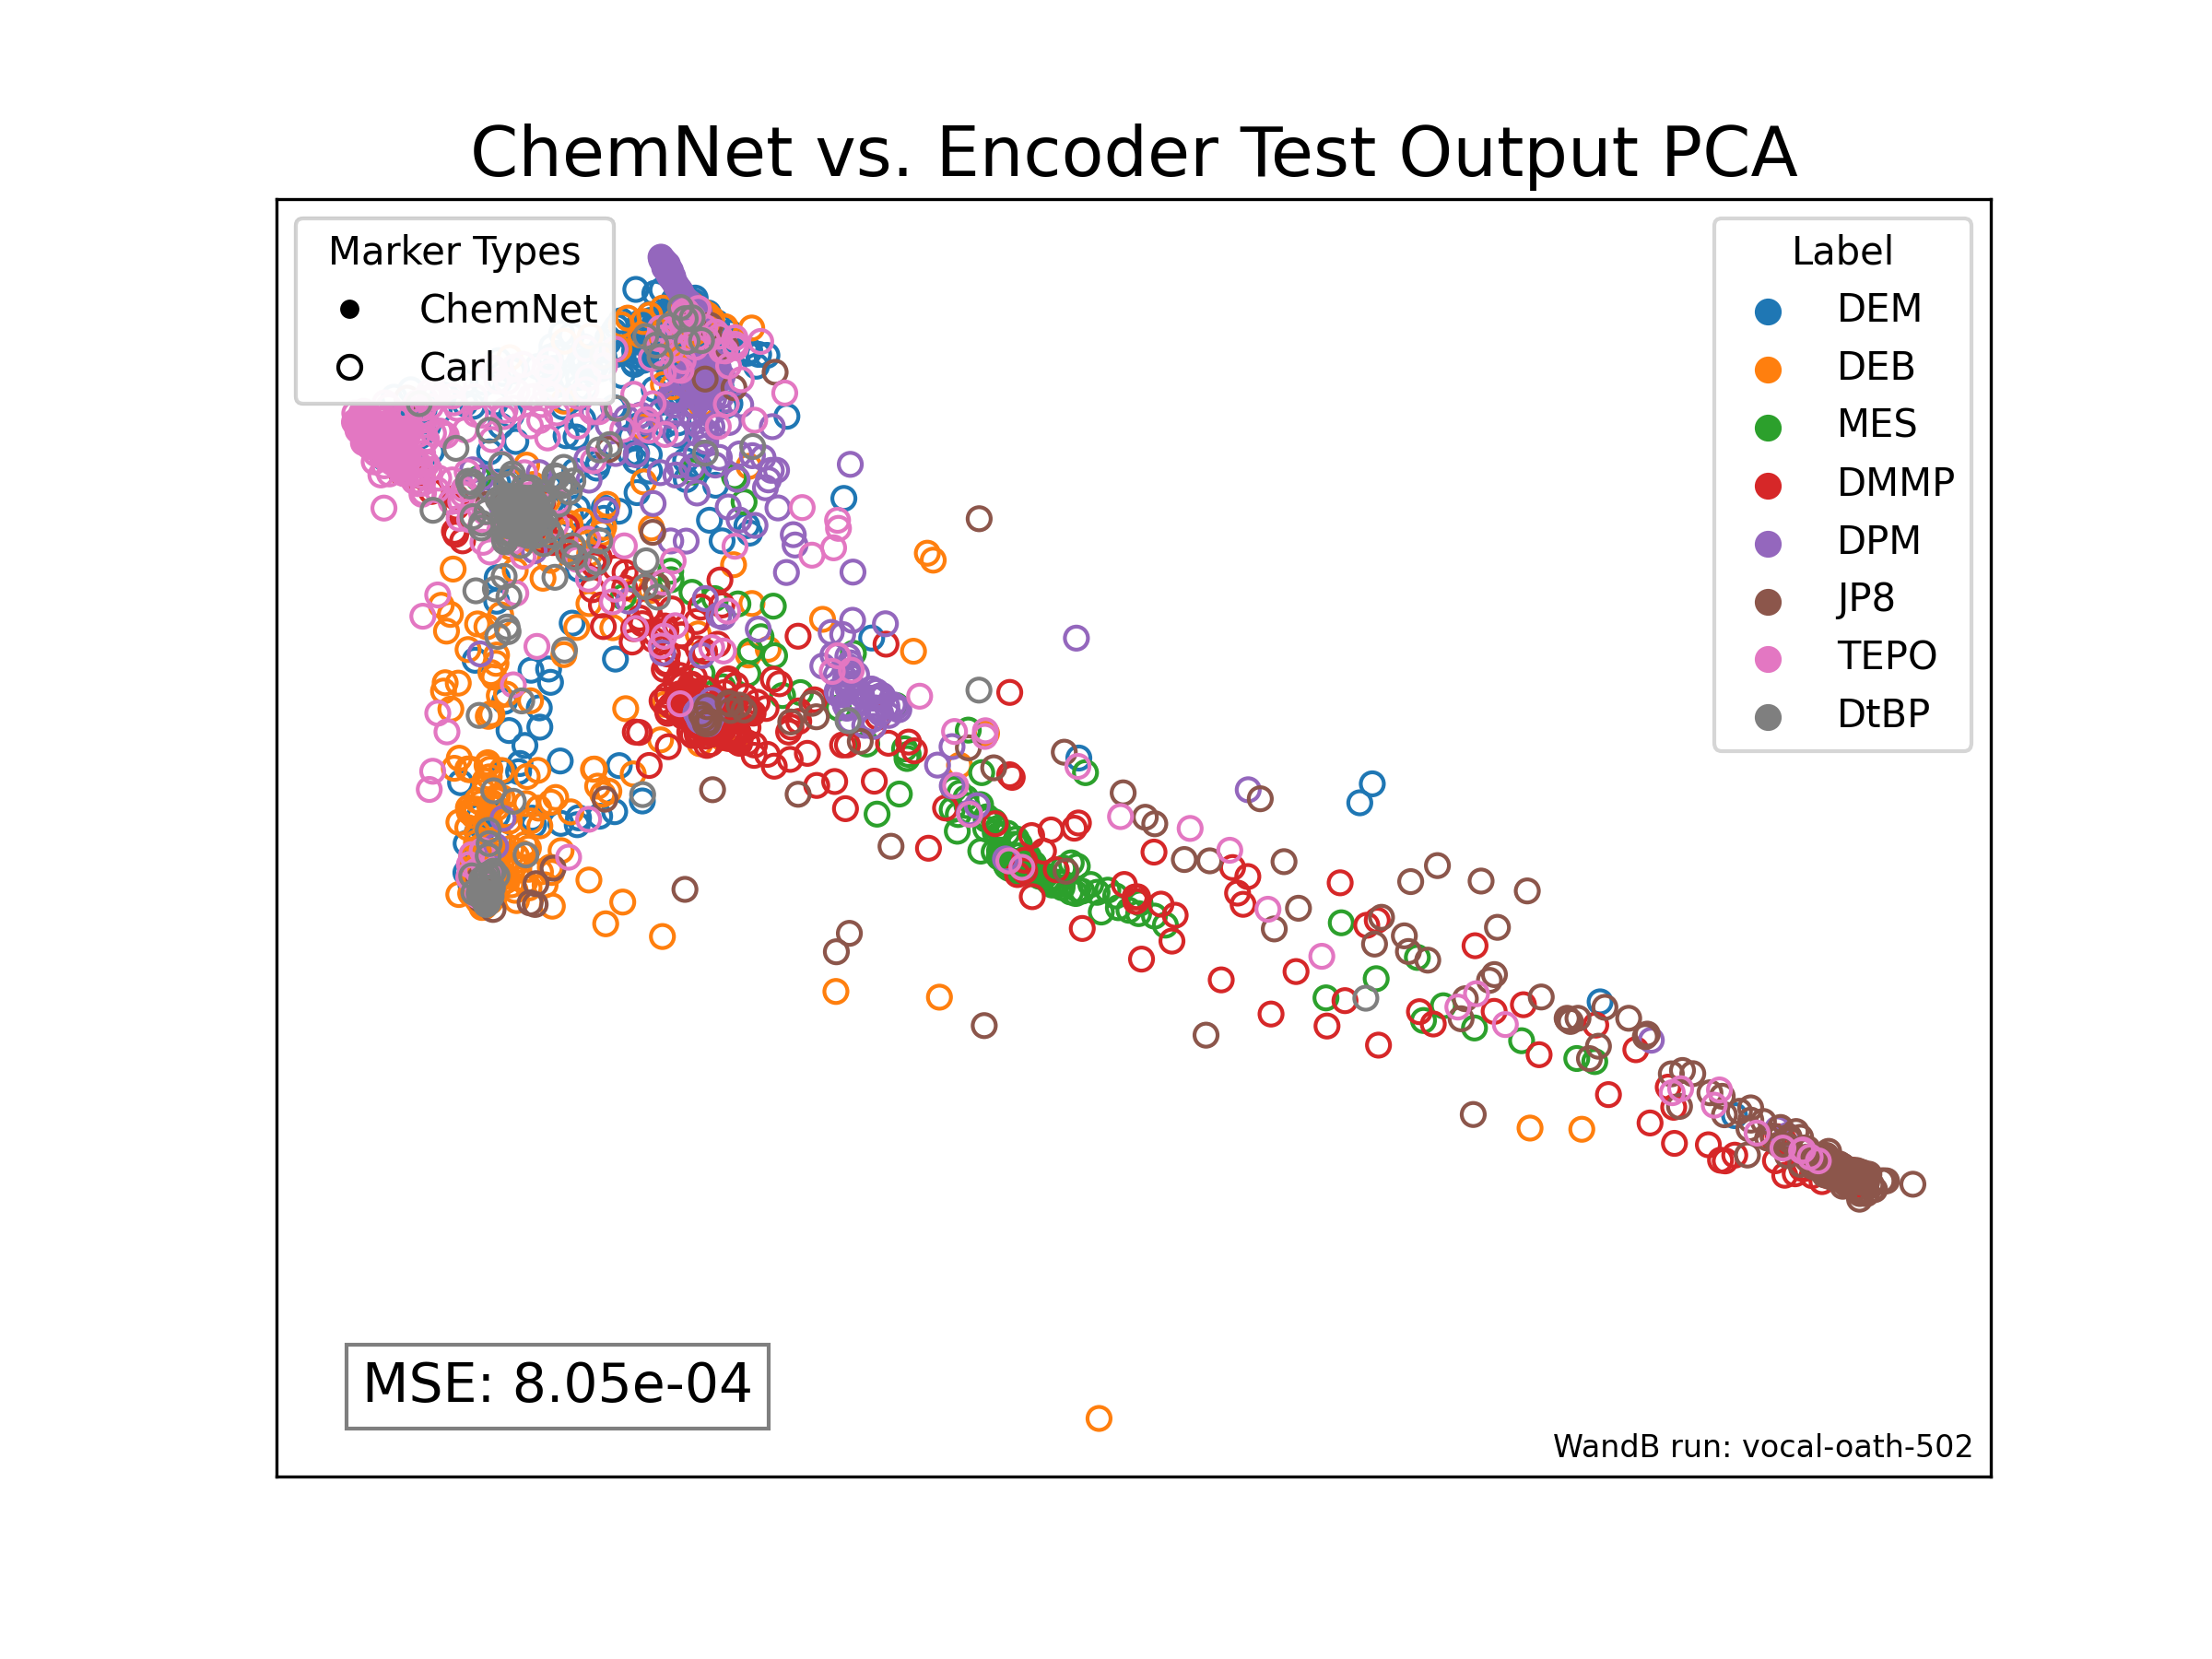 ChemNet vs. Encoder Test Output PCA
Marker Types
ChemNet
Carl
Label
DEM
DEB
MES
DMMP
DPM
JP8
TEPO
DtBP
MSE: 8.05e-04
WandB run: vocal-oath-502